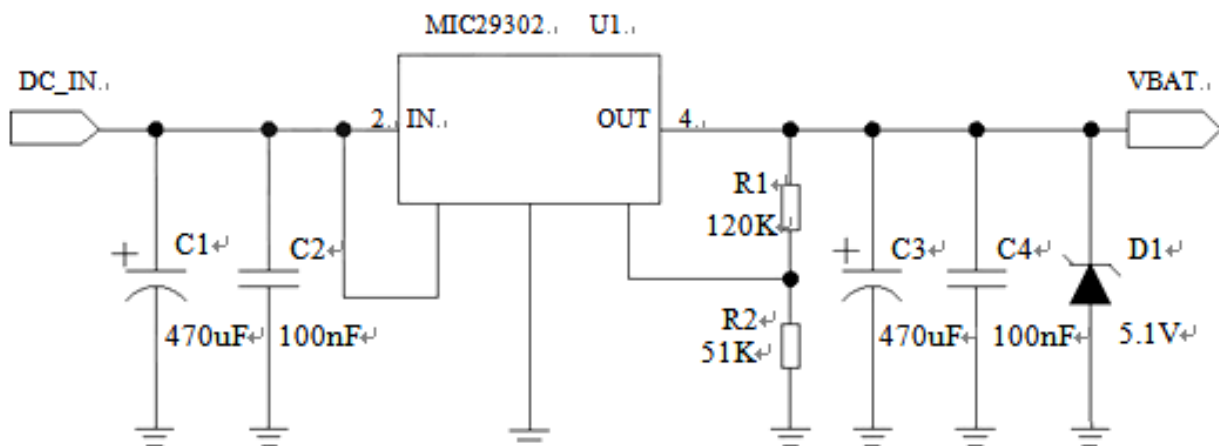 MIC29302 U1
DC_IN
VBAT
2 IN OUT 4
R1
120K
C1
C2
C3
C4
D1
R2
51K
470uF
100nF
470uF
100nF
5.1V